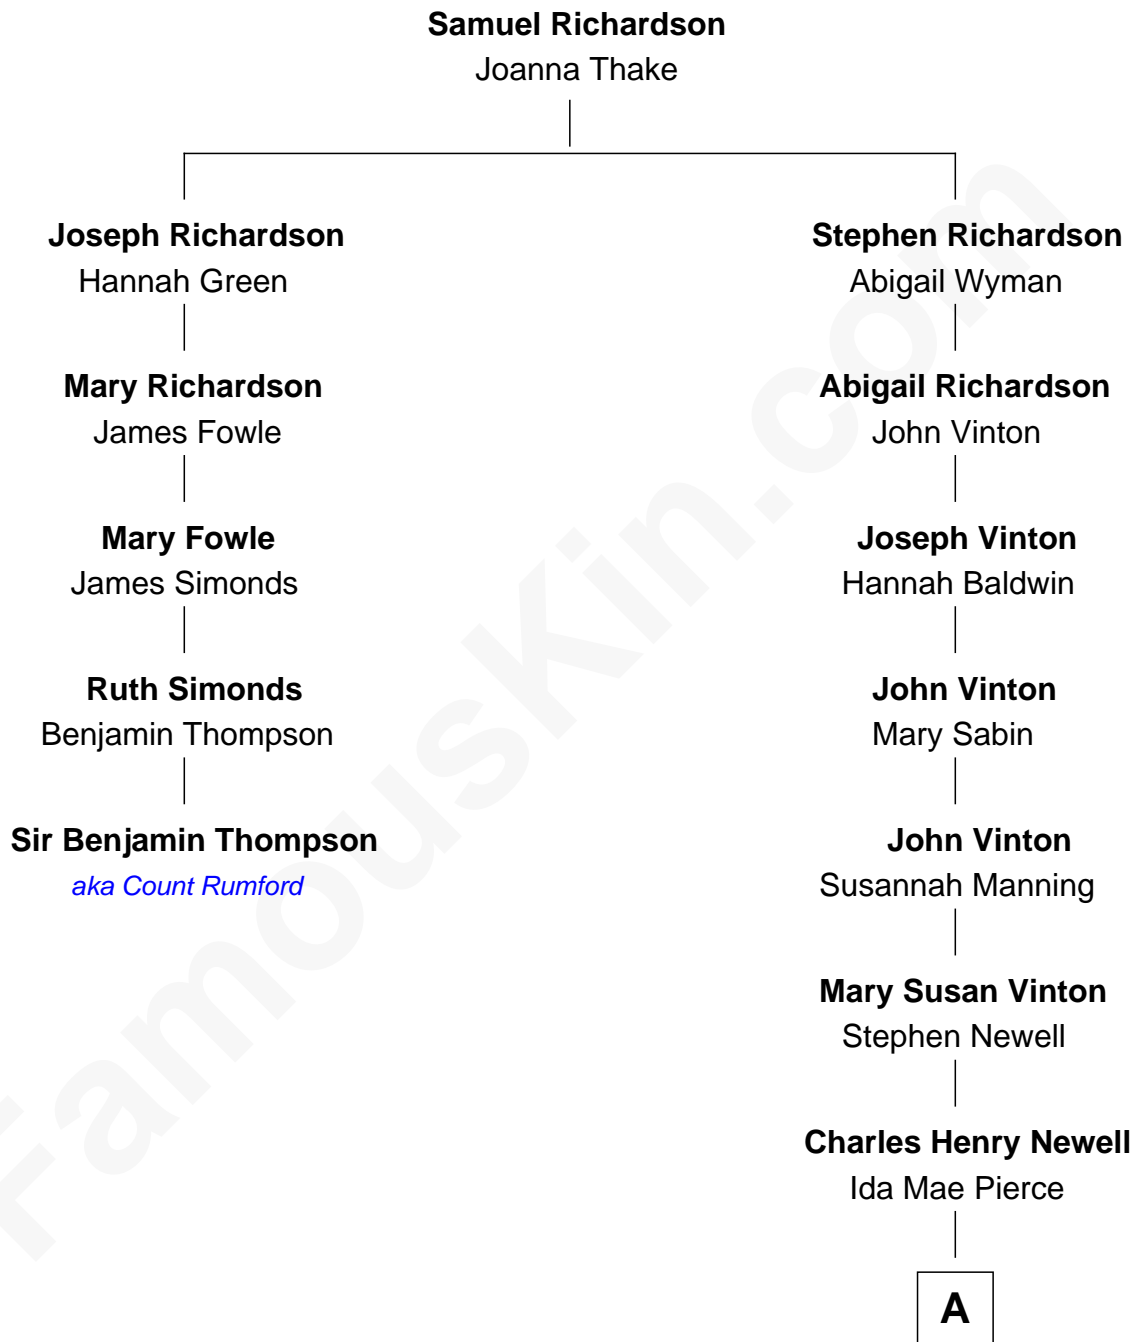 Samuel Richardson
Joanna Thake
Joseph Richardson
Hannah Green
Stephen Richardson
Abigail Wyman
Mary Richardson
James Fowle
Abigail Richardson
John Vinton
Mary Fowle
James Simonds
Joseph Vinton
Hannah Baldwin
Ruth Simonds
Benjamin Thompson
John Vinton
Mary Sabin
Sir Benjamin Thompson
aka Count Rumford
John Vinton
Susannah Manning
Mary Susan Vinton
Stephen Newell
Charles Henry Newell
Ida Mae Pierce
A
FamousKin.com